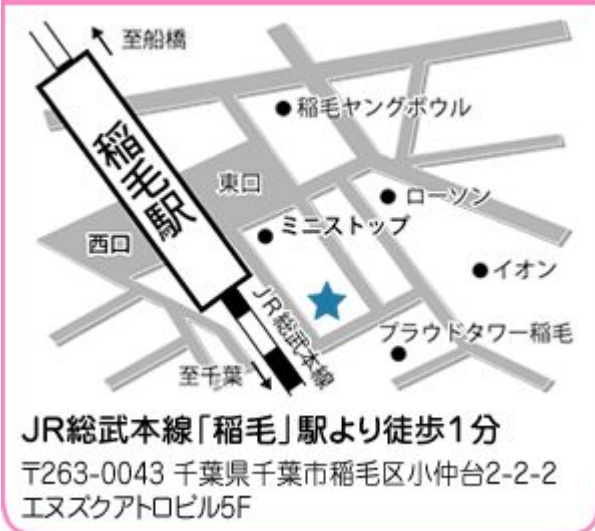 至船橋
稲毛ヤングボウル
稲毛駅
東口
ローソン
ミニストップ
西口
イオン
JR総武本線
プラウドタワー稲毛
至千葉
JR総武本線「稲毛」駅より徒歩1分
〒263-0043 千葉県千葉市稲毛区小仲台2-2-2
エヌズクアトロビル5F